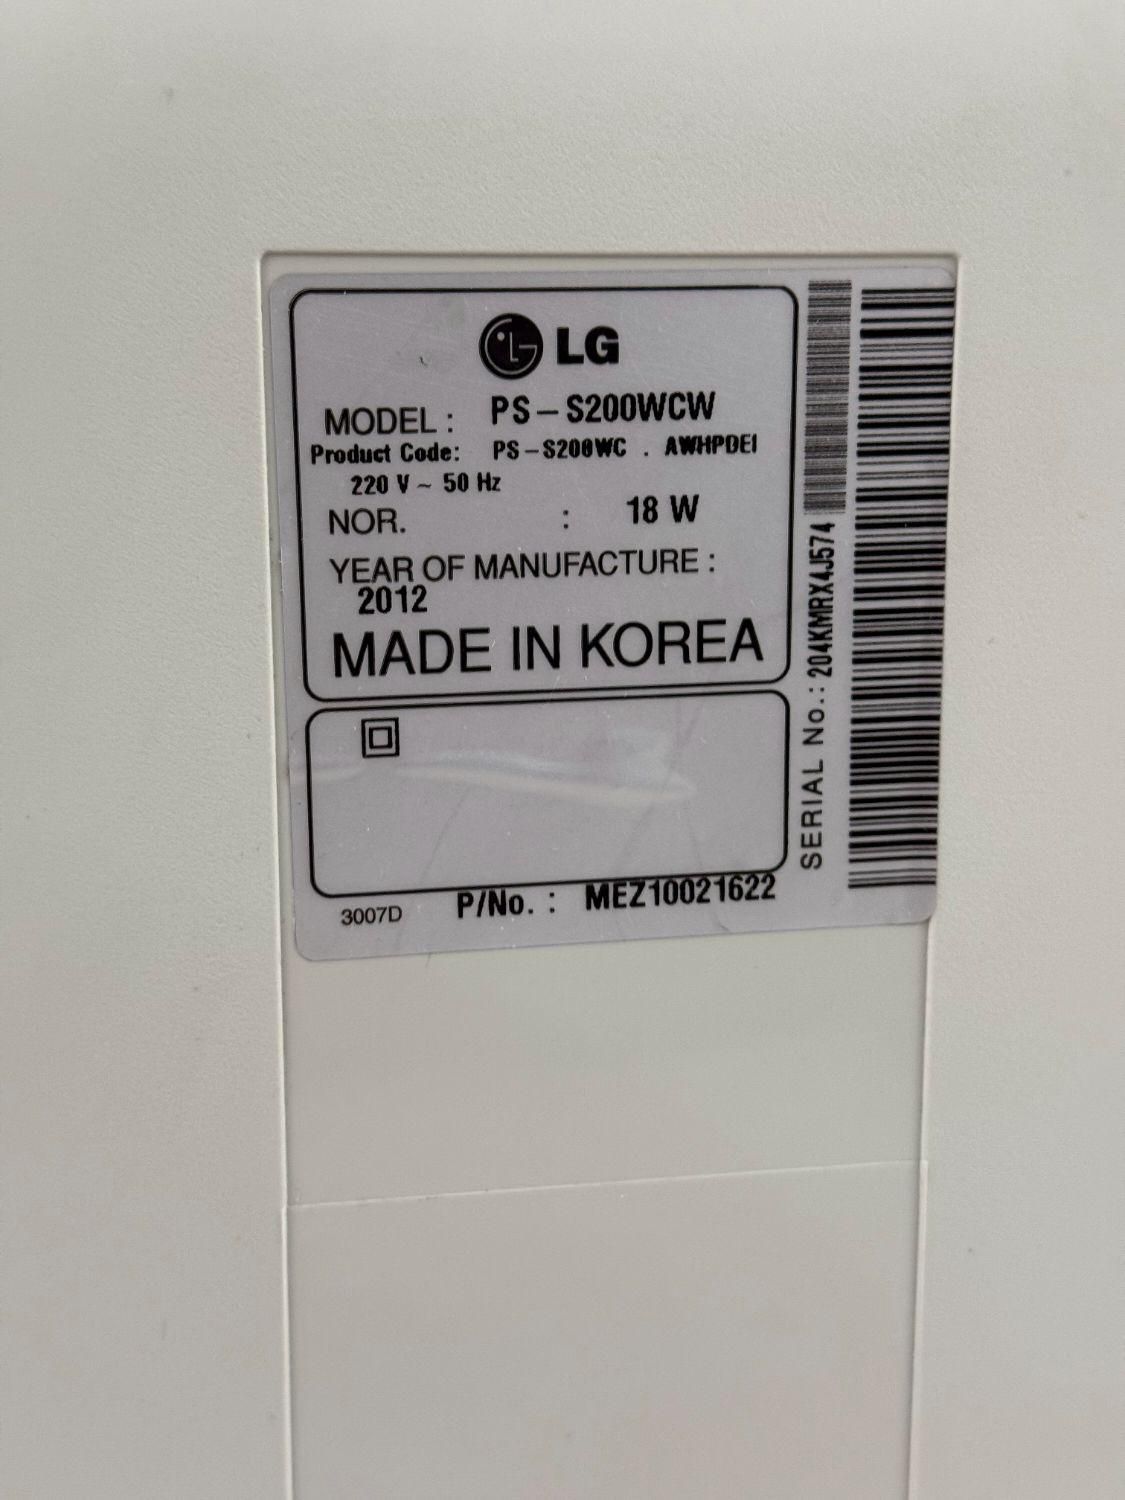 LG
MODEL : PS-S200WCW
Product Code: PS-S200WC . AWHPDEI
220 V ~ 50 Hz
NOR. : 18 W
YEAR OF MANUFACTURE :
2012
MADE IN KOREA
3007D P/No. : MEZ10021622
SERIAL No.: 204KMRX4J574